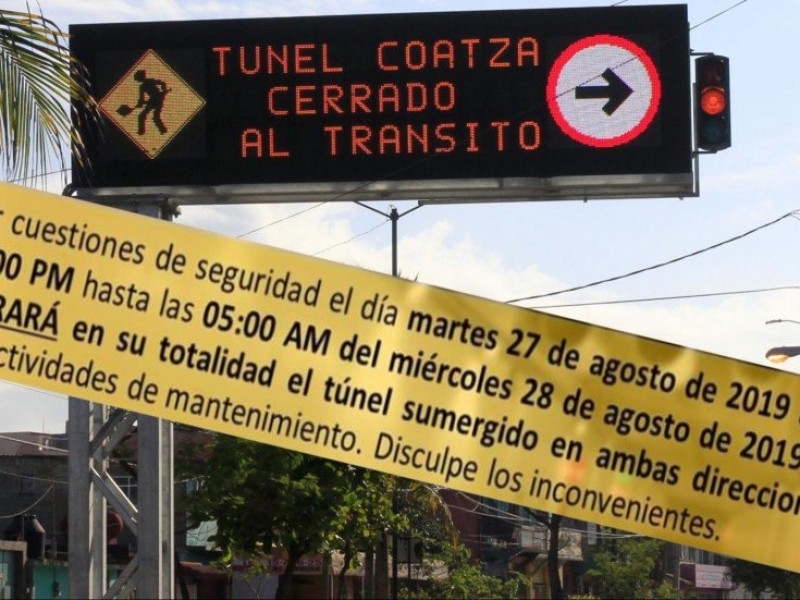 TUNEL COATZA
CERRADO
AL TRANSITO
cuestiones de seguridad el día martes 27 de agosto de 2019
00 PM hasta las 05:00 AM del miércoles 28 de agosto de 2019
RARÁ en su totalidad el túnel sumergido en ambas direccion
ctividades de mantenimiento. Disculpe los inconvenientes.